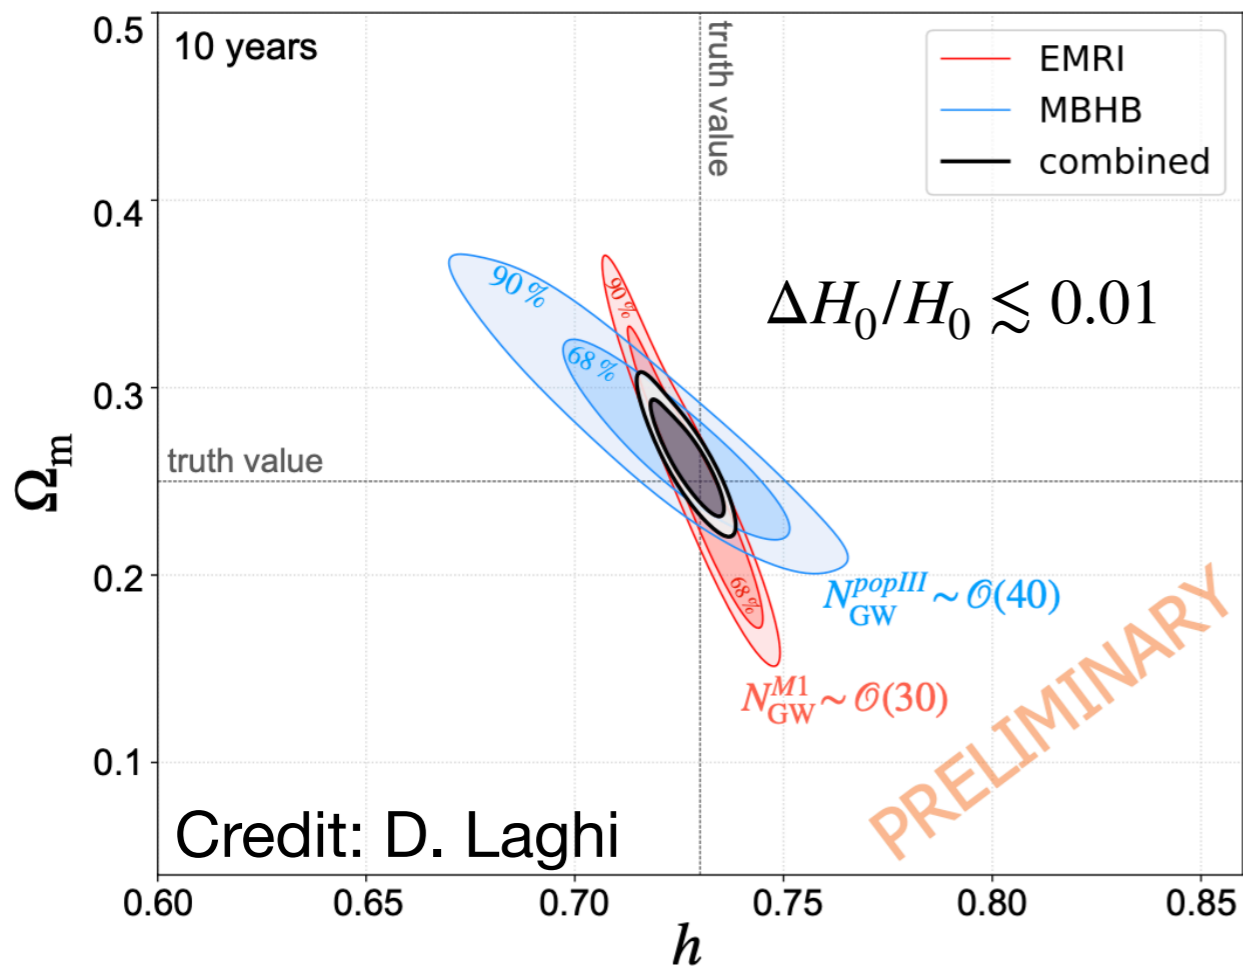 0.5
10 years
truth value
EMRI
MBHB
combined
0.4
90 %
90 %
ΔH₀/H₀ ≲ 0.01
68 %
0.3
Ωₘ
truth value
0.2
68 %
N_GW^popIII ~ 𝒪(40)
N_GW^M1 ~ 𝒪(30)
PRELIMINARY
0.1
Credit: D. Laghi
0.60 0.65 0.70 0.75 0.80 0.85
h